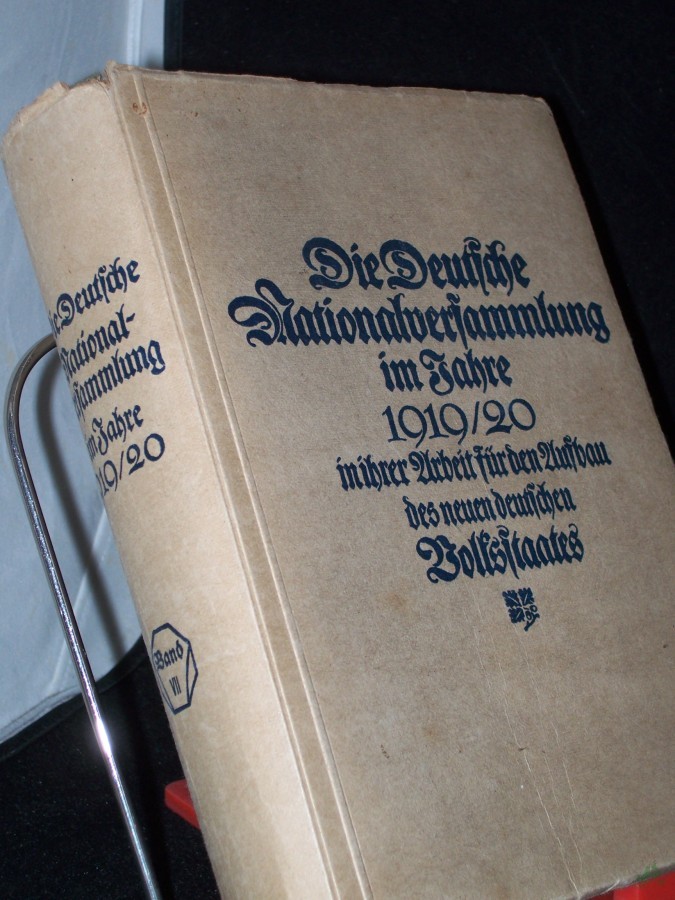 Die Deutsche
Nationalversammlung
im Jahre
1919/20
in ihrer Arbeit für den Aufbau
des neuen deutschen
Volksstaates
Deutsche
National-
sammlung
im Jahre
19/20
Band
VII